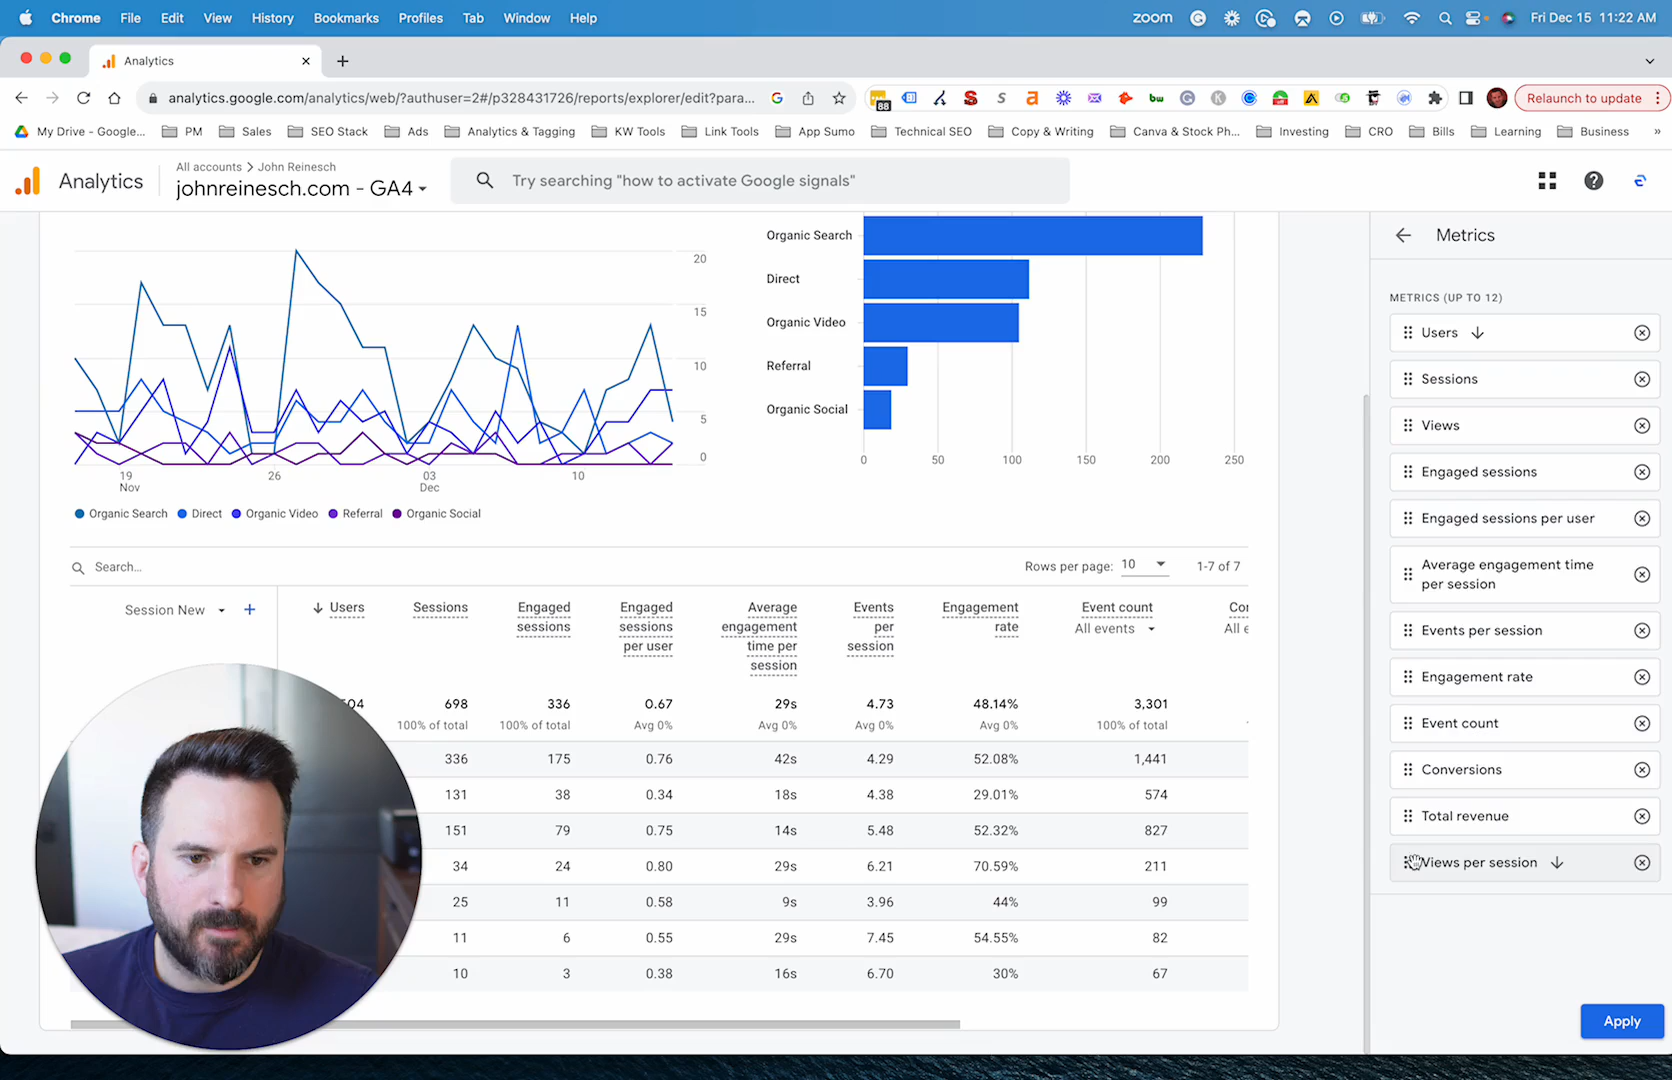 Chrome File Edit View History Bookmarks Profiles Tab Window Help
zoom Fri Dec 15 11:22 AM
Analytics
analytics.google.com/analytics/web/?authuser=2#/p328431726/reports/explorer/edit?para...
88
Relaunch to update
My Drive - Google... PM Sales SEO Stack Ads Analytics & Tagging KW Tools Link Tools App Sumo Technical SEO Copy & Writing Canva & Stock Ph... Investing CRO Bills Learning Business »
Analytics
All accounts > John Reinesch
johnreinesch.com - GA4
Try searching "how to activate Google signals"
20
15
10
5
0
19 Nov
26
03 Dec
10
Organic Search Direct Organic Video Referral Organic Social
Organic Search
Direct
Organic Video
Referral
Organic Social
0 50 100 150 200 250
Search...
Rows per page: 10 1-7 of 7
Session New
Users
Sessions
Engaged sessions
Engaged sessions per user
Average engagement time per session
Events per session
Engagement rate
Event count
All events
Cor
All e
504 698 336 0.67 29s 4.73 48.14% 3,301
100% of total 100% of total Avg 0% Avg 0% Avg 0% Avg 0% 100% of total
336 175 0.76 42s 4.29 52.08% 1,441
131 38 0.34 18s 4.38 29.01% 574
151 79 0.75 14s 5.48 52.32% 827
34 24 0.80 29s 6.21 70.59% 211
25 11 0.58 9s 3.96 44% 99
11 6 0.55 29s 7.45 54.55% 82
10 3 0.38 16s 6.70 30% 67
Metrics
METRICS (UP TO 12)
Users
Sessions
Views
Engaged sessions
Engaged sessions per user
Average engagement time
per session
Events per session
Engagement rate
Event count
Conversions
Total revenue
Views per session
Apply